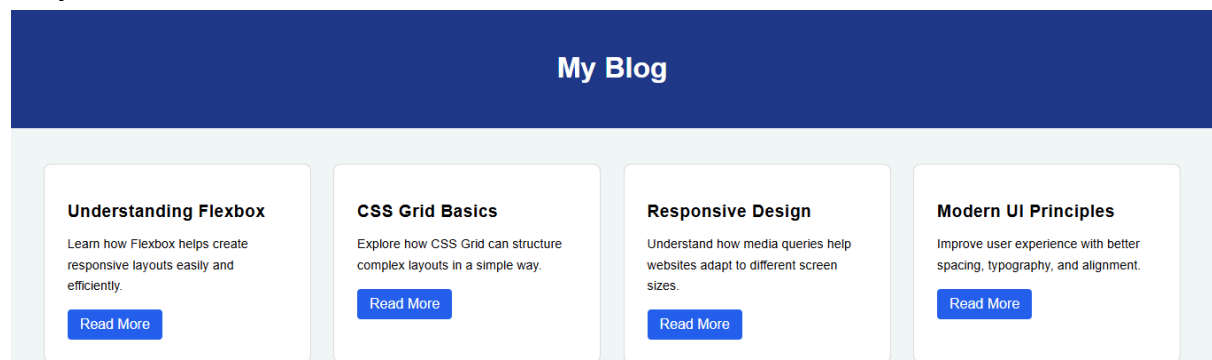 My Blog
Understanding Flexbox
Learn how Flexbox helps create
responsive layouts easily and
efficiently.
Read More
CSS Grid Basics
Explore how CSS Grid can structure
complex layouts in a simple way.
Read More
Responsive Design
Understand how media queries help
websites adapt to different screen
sizes.
Read More
Modern UI Principles
Improve user experience with better
spacing, typography, and alignment.
Read More